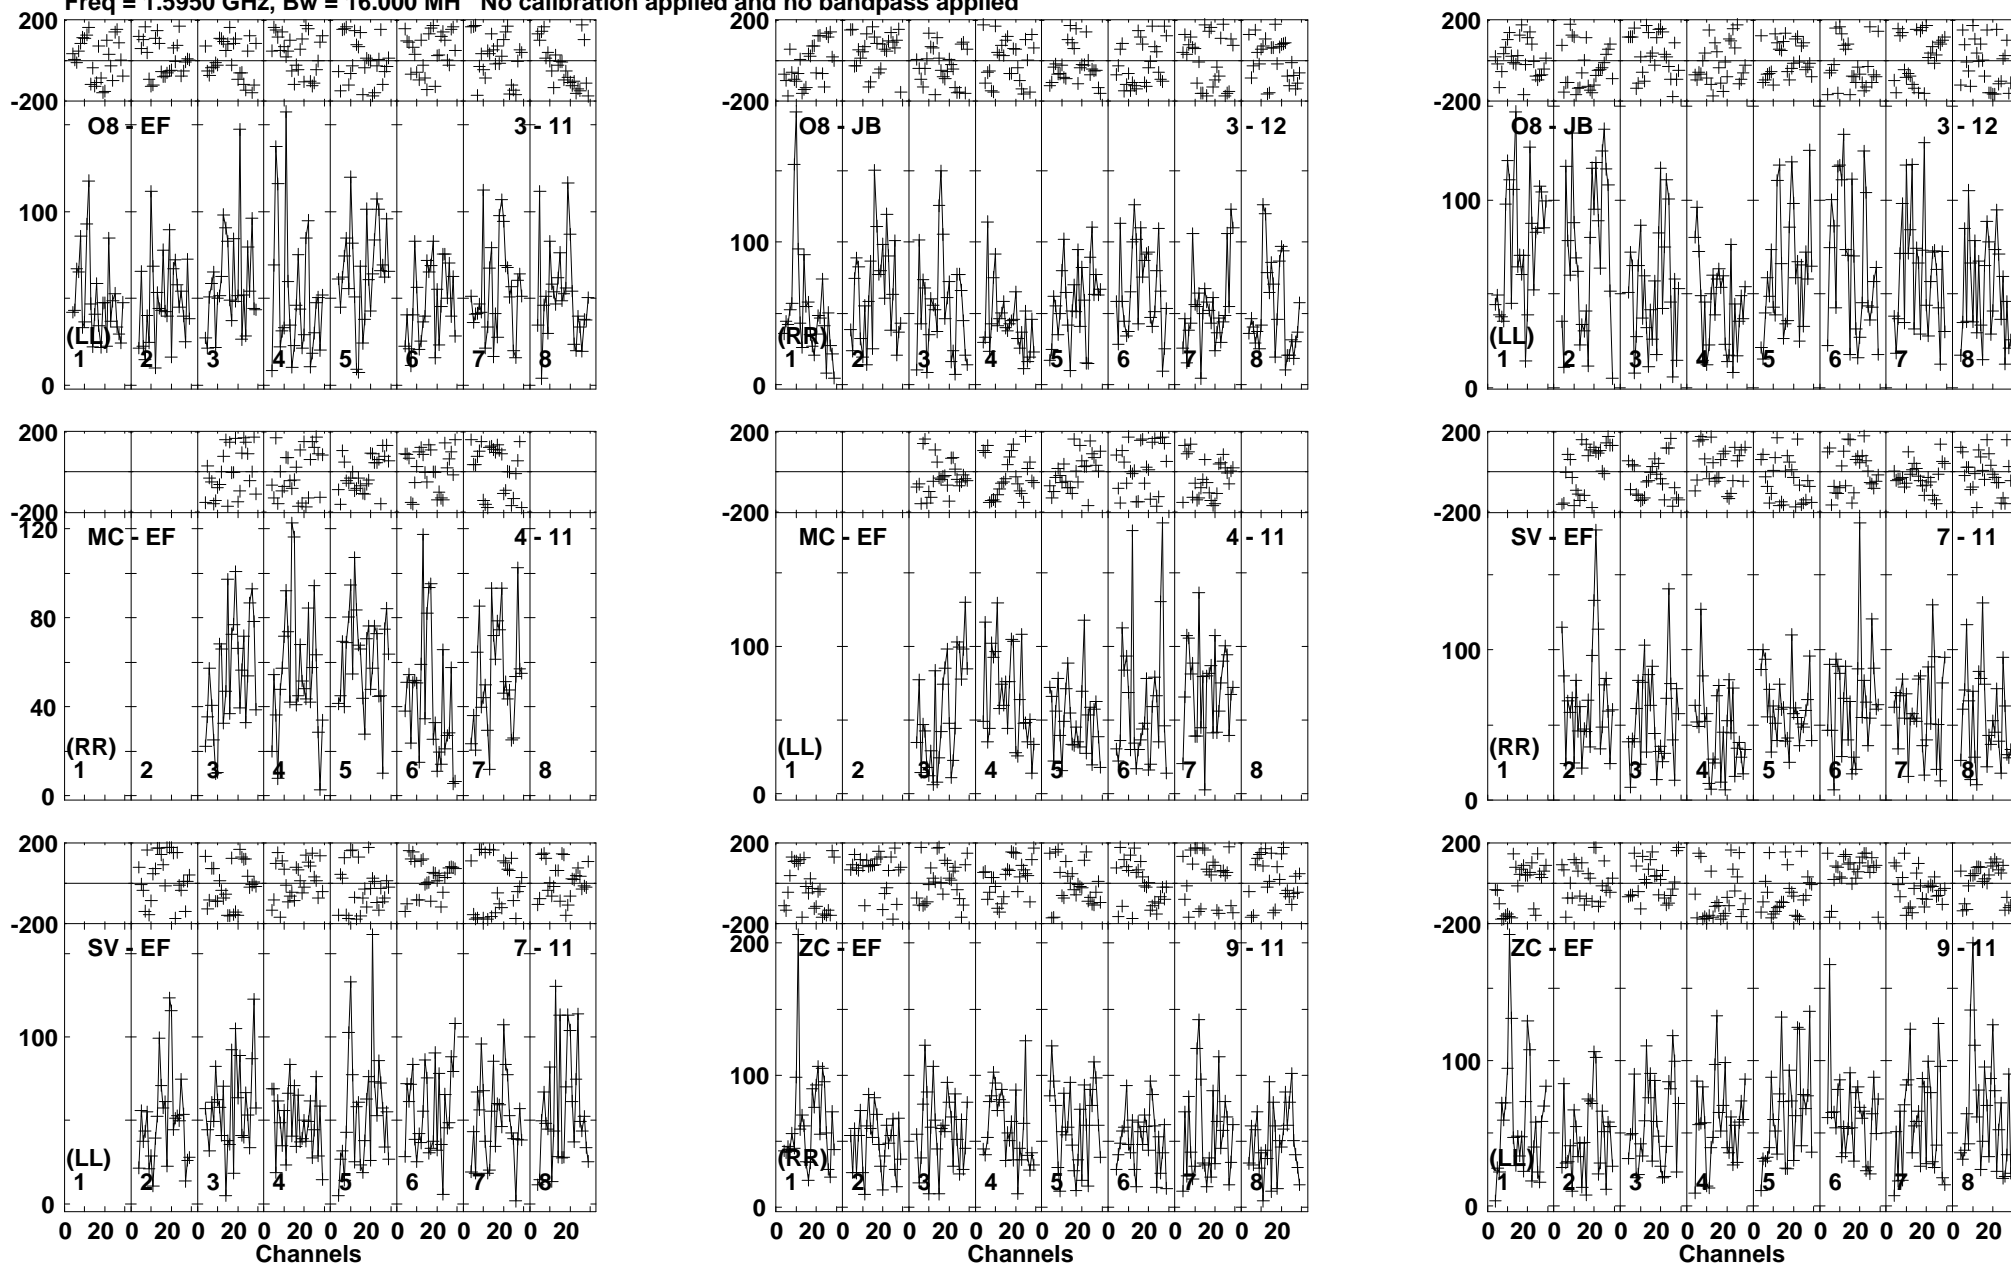 Freq = 1.5950 GHz, Bw = 16.000 MH   No calibration applied and no bandpass applied
200
-200
O8 - EF 3 - 11
100
0
(LL)
1 2 3 4 5 6 7 8
200
-200
O8 - JB 3 - 12
100
0
(RR)
1 2 3 4 5 6 7 8
200
-200
O8 - JB 3 - 12
100
0
(LL)
1 2 3 4 5 6 7 8
200
-200
MC - EF 4 - 11
120
80
40
0
(RR)
1 2 3 4 5 6 7 8
200
-200
MC - EF 4 - 11
100
0
(LL)
1 2 3 4 5 6 7 8
200
-200
SV - EF 7 - 11
100
0
(RR)
1 2 3 4 5 6 7 8
200
-200
SV - EF 7 - 11
100
0
(LL)
1 2 3 4 5 6 7 8
0 20 0 20 0 20 0 20 0 20 0 20 0 20 0 20
Channels
200
-200
ZC - EF 9 - 11
200
100
0
(RR)
1 2 3 4 5 6 7 8
0 20 0 20 0 20 0 20 0 20 0 20 0 20 0 20
Channels
200
-200
ZC - EF 9 - 11
100
0
(LL)
1 2 3 4 5 6 7 8
0 20 0 20 0 20 0 20 0 20 0 20 0 20 0 20
Channels